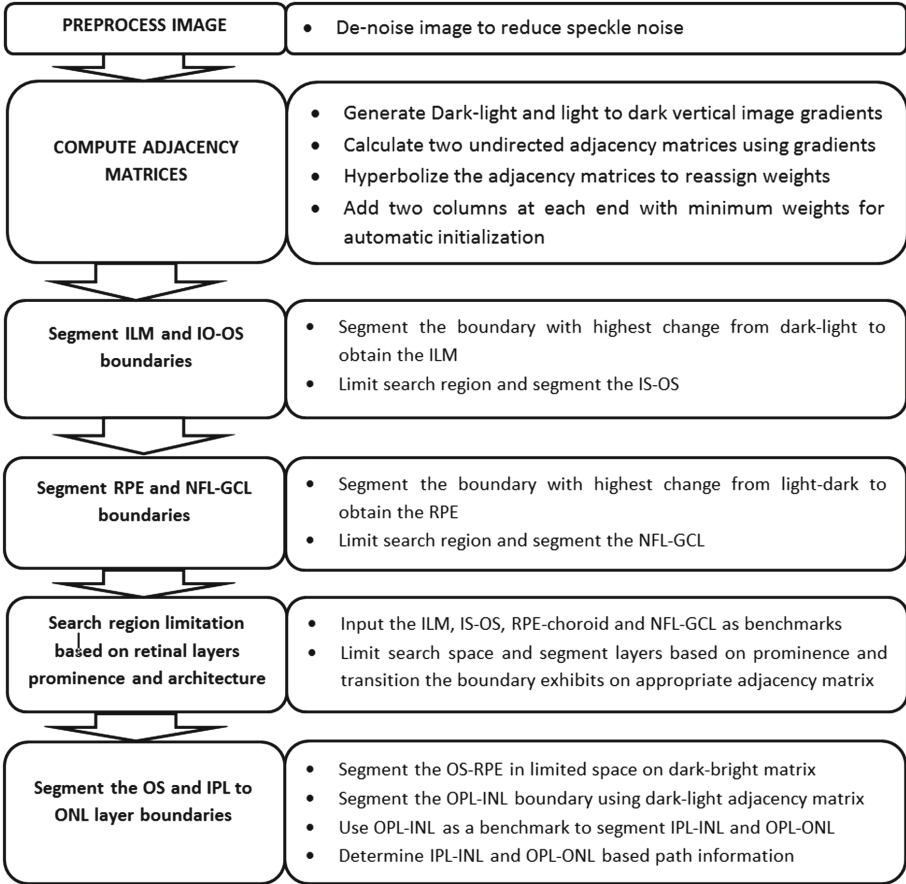 PREPROCESS IMAGE
• De-noise image to reduce speckle noise
COMPUTE ADJACENCY
MATRICES
• Generate Dark-light and light to dark vertical image gradients
• Calculate two undirected adjacency matrices using gradients
• Hyperbolize the adjacency matrices to reassign weights
• Add two columns at each end with minimum weights for
automatic initialization
Segment ILM and IO-OS
boundaries
• Segment the boundary with highest change from dark-light to
obtain the ILM
• Limit search region and segment the IS-OS
Segment RPE and NFL-GCL
boundaries
• Segment the boundary with highest change from light-dark to
obtain the RPE
• Limit search region and segment the NFL-GCL
Search region limitation
based on retinal layers
prominence and architecture
• Input the ILM, IS-OS, RPE-choroid and NFL-GCL as benchmarks
• Limit search space and segment layers based on prominence and
transition the boundary exhibits on appropriate adjacency matrix
Segment the OS and IPL to
ONL layer boundaries
• Segment the OS-RPE in limited space on dark-bright matrix
• Segment the OPL-INL boundary using dark-light adjacency matrix
• Use OPL-INL as a benchmark to segment IPL-INL and OPL-ONL
• Determine IPL-INL and OPL-ONL based path information